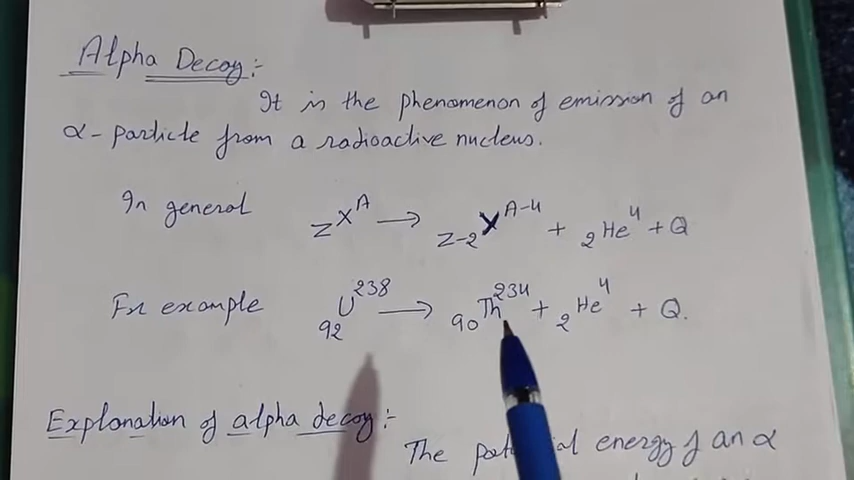 Alpha Decay:-
It is the phenomenon of emission of an
α-particle from a radioactive nucleus.
In general zX^A → z-2Y^A-4 + 2He^4 + Q
For example 92U^238 → 90Th^234 + 2He^4 + Q.
Explanation of alpha decay:-
The energy of an α